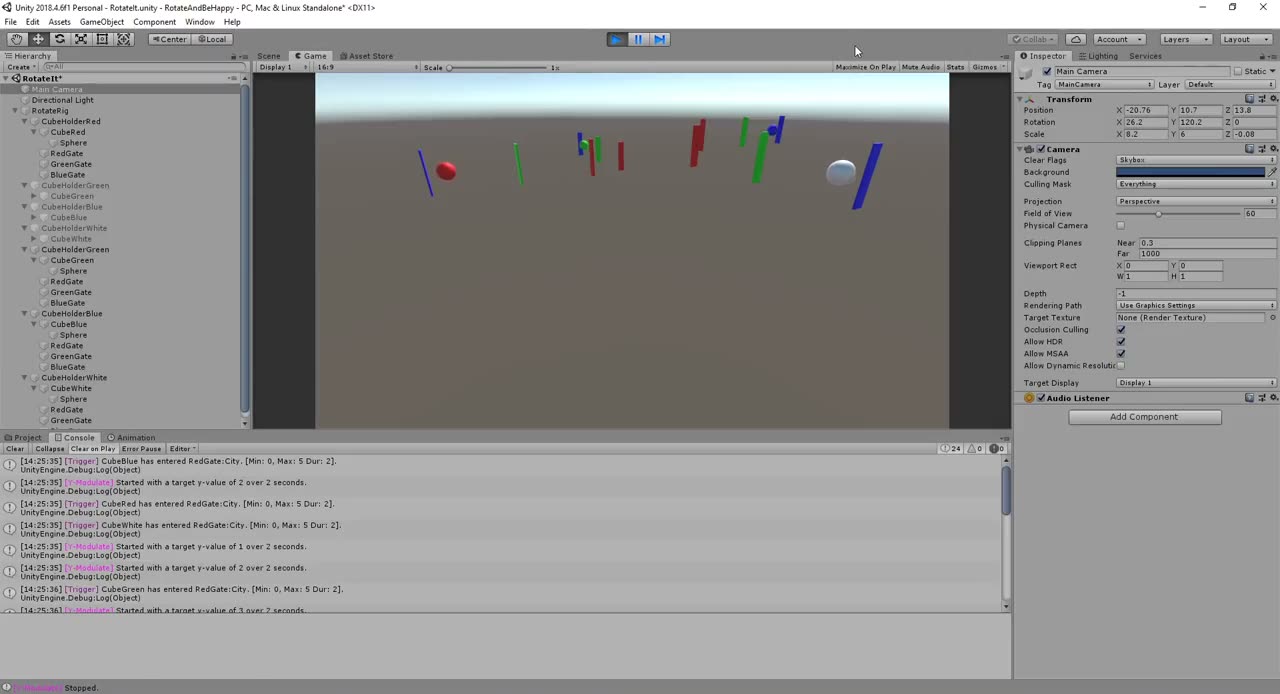 Unity 2018.4.6f1 Personal - RotateIt.unity - RotateAndBeHappy - PC, Mac & Linux Standalone* <DX11>
File Edit Assets GameObject Component Window Help
Center Local Collab Account Layers Layout
Hierarchy Scene Game Asset Store Inspector Lighting Services
Create All Display 1 16:9 Scale 1x Maximize On Play Mute Audio Stats Gizmos Main Camera Static
RotateIt*
Main Camera
Directional Light
RotateRig
CubeHolderRed
CubeRed
Sphere
RedGate
GreenGate
BlueGate
CubeHolderGreen
CubeGreen
CubeHolderBlue
CubeBlue
CubeHolderWhite
CubeWhite
CubeHolderGreen
CubeGreen
Sphere
RedGate
GreenGate
BlueGate
CubeHolderBlue
CubeBlue
Sphere
RedGate
GreenGate
BlueGate
CubeHolderWhite
CubeWhite
Sphere
RedGate
GreenGate
Tag MainCamera Layer Default
Transform
Position X -20.76 Y 10.7 Z 13.8
Rotation X 26.2 Y 120.2 Z 0
Scale X 8.2 Y 6 Z -0.08
Camera
Clear Flags Skybox
Background
Culling Mask Everything
Projection Perspective
Field of View 60
Physical Camera
Clipping Planes Near 0.3
Far 1000
Viewport Rect X 0 Y 0
W 1 H 1
Depth -1
Rendering Path Use Graphics Settings
Target Texture None (Render Texture)
Occlusion Culling
Allow HDR
Allow MSAA
Allow Dynamic Resoluti
Target Display Display 1
Audio Listener
Add Component
Project Console Animation
Clear Collapse Clear on Play Error Pause Editor 24 0 0
[14:25:35] [Trigger] CubeBlue has entered RedGate:City. [Min: 0, Max: 5 Dur: 2].
UnityEngine.Debug:Log(Object)
[14:25:35] [Y-Modulate] Started with a target y-value of 2 over 2 seconds.
UnityEngine.Debug:Log(Object)
[14:25:35] [Trigger] CubeRed has entered RedGate:City. [Min: 0, Max: 5 Dur: 2].
UnityEngine.Debug:Log(Object)
[14:25:35] [Trigger] CubeWhite has entered RedGate:City. [Min: 0, Max: 5 Dur: 2].
UnityEngine.Debug:Log(Object)
[14:25:35] [Y-Modulate] Started with a target y-value of 1 over 2 seconds.
UnityEngine.Debug:Log(Object)
[14:25:35] [Y-Modulate] Started with a target y-value of 2 over 2 seconds.
UnityEngine.Debug:Log(Object)
[14:25:36] [Trigger] CubeGreen has entered RedGate:City. [Min: 0, Max: 5 Dur: 2].
UnityEngine.Debug:Log(Object)
[14:25:36] [Y-Modulate] Started with a target y-value of 3 over 2 seconds.
Stopped.